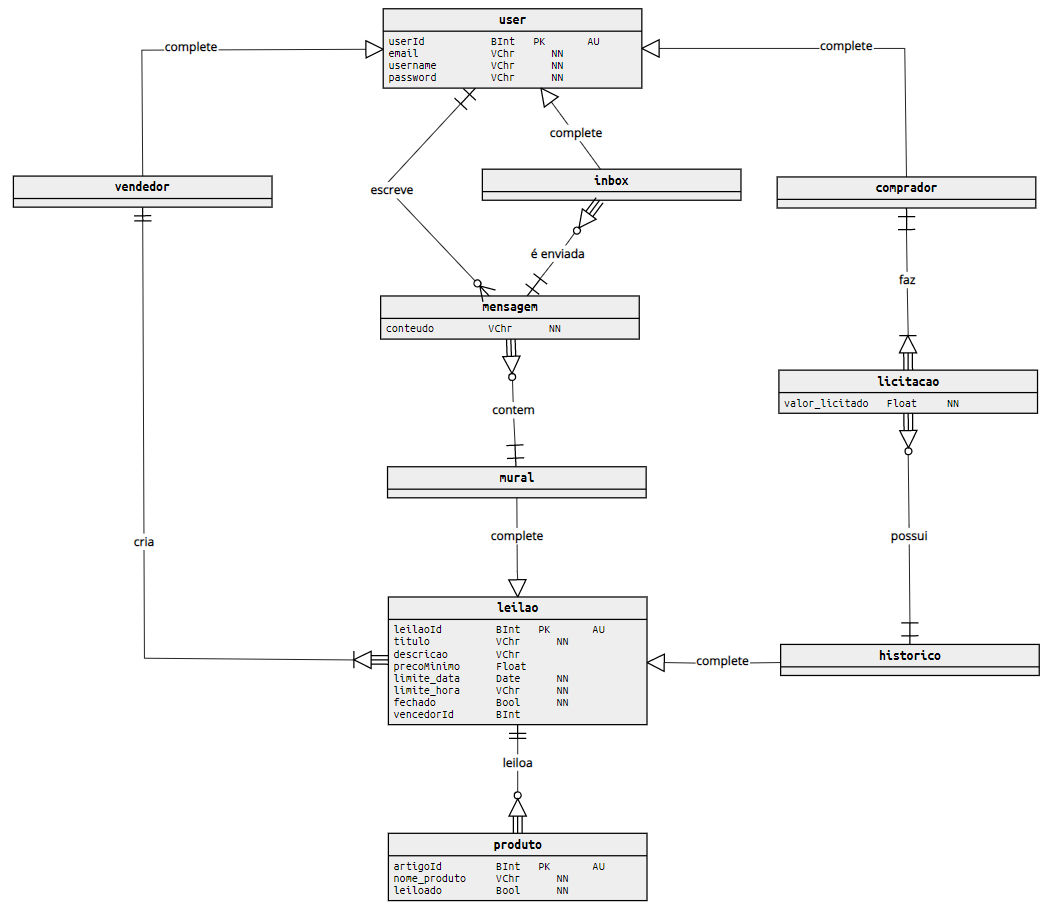 user
userId BInt PK AU
email VChr NN
username VChr NN
password VChr NN
complete
complete
complete
vendedor
escreve
inbox
comprador
é enviada
faz
mensagem
conteudo VChr NN
licitacao
valor_licitado Float NN
contem
mural
cria
complete
possui
leilao
leilaoId BInt PK AU
titulo VChr NN
descricao VChr
precoMinimo Float
limite_data Date NN
limite_hora VChr NN
fechado Bool NN
vencedorId BInt
complete
historico
leiloa
produto
artigoId BInt PK AU
nome_produto VChr NN
leiloado Bool NN